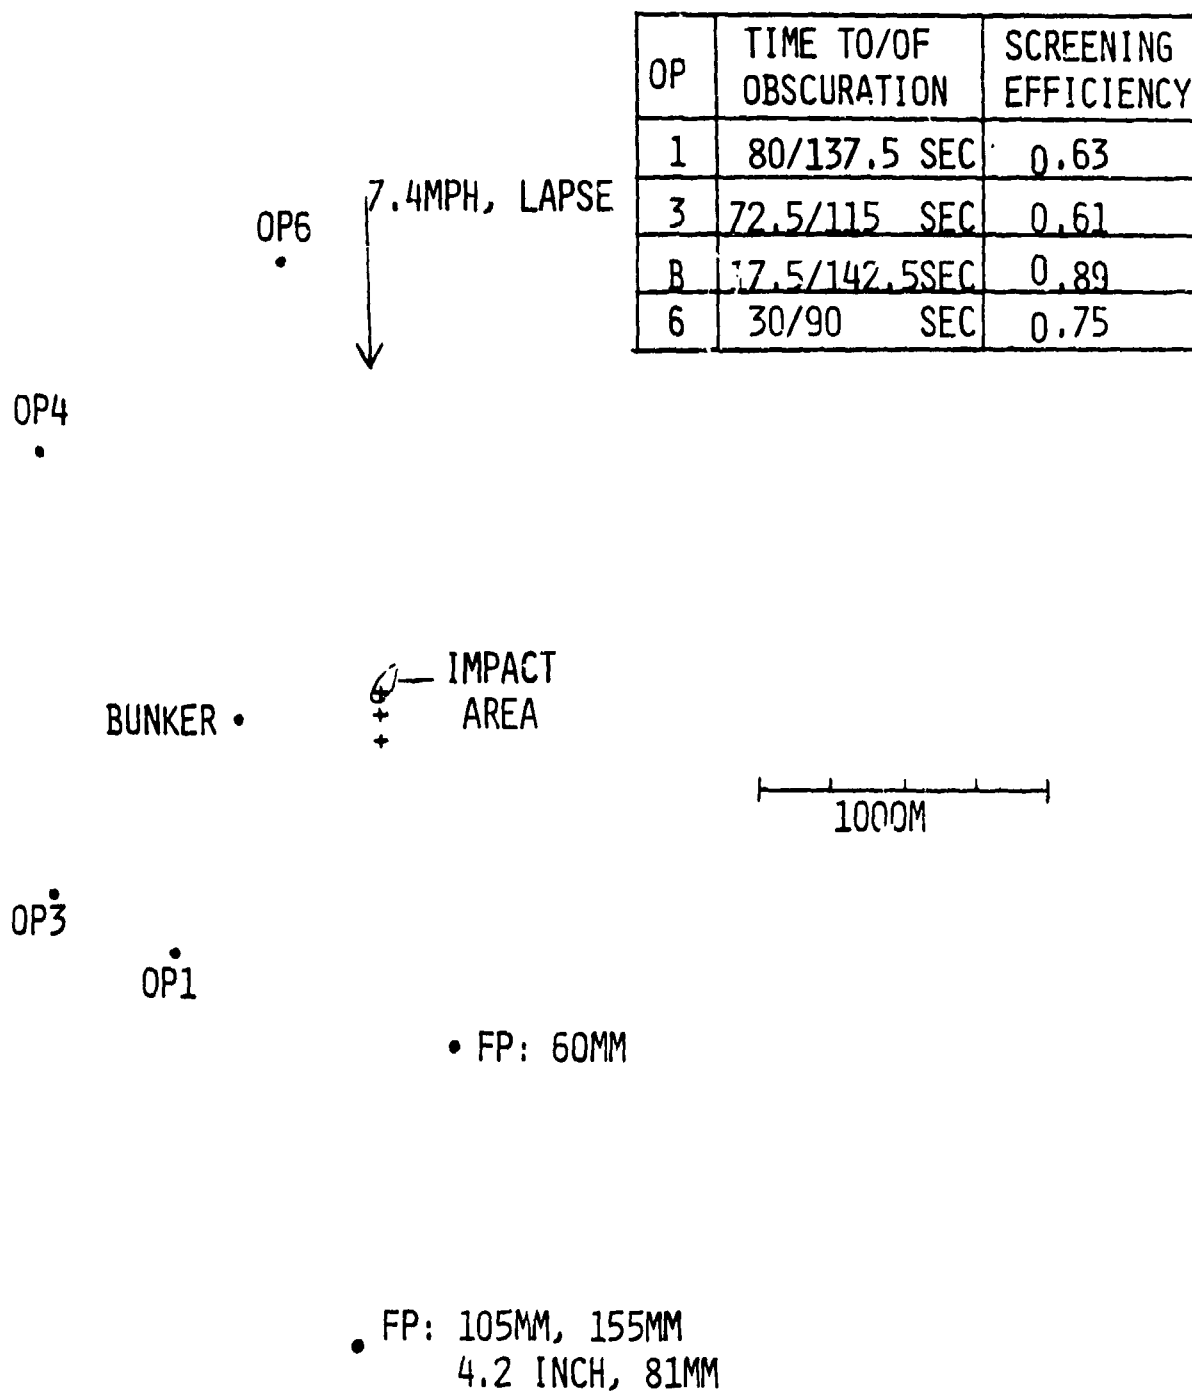 OP TIME TO/OF OBSCURATION SCREENING EFFICIENCY
1 80/137.5 SEC 0.63
3 72.5/115 SEC 0.61
B 17.5/142.5SEC 0.89
6 30/90 SEC 0.75
7.4MPH, LAPSE
OP6
OP4
IMPACT
AREA
BUNKER
1000M
OP3
OP1
FP: 60MM
FP: 105MM, 155MM
4.2 INCH, 81MM